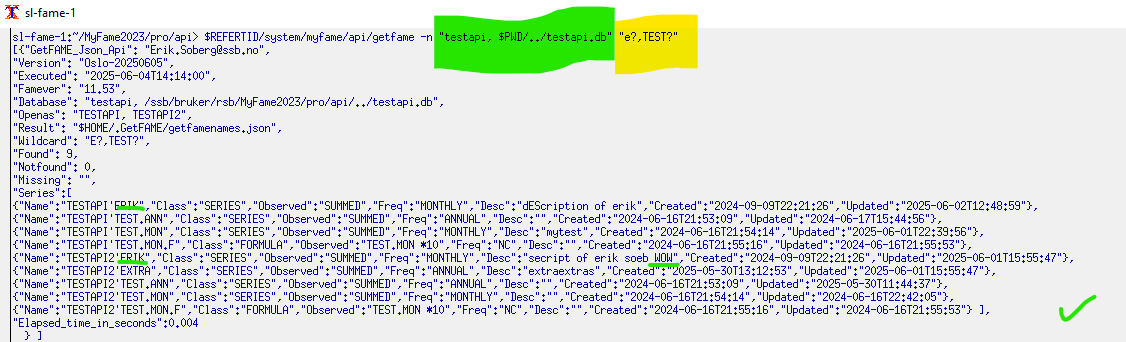 sl-fame-1
sl-fame-1:~/MyFame2023/pro/api> $REFERTID/system/myfame/api/getfame -n "testapi, $PWD/../testapi.db" "e?,TEST?"
[{"GetFAME_Json_Api": "Erik.Soberg@ssb.no",
"Version": "Oslo-20250605",
"Executed": "2025-06-04T14:14:00",
"Famever": "11.53",
"Database": "testapi, /ssb/bruker/rsb/MyFame2023/pro/api/../testapi.db",
"Openas": "TESTAPI, TESTAPI2",
"Result": "$HOME/.GetFAME/getfamenames.json",
"Wildcard": "E?,TEST?",
"Found": 9,
"Notfound": 0,
"Missing": "",
"Series":[
{"Name":"TESTAPI'ERIK","Class":"SERIES","Observed":"SUMMED","Freq":"MONTHLY","Desc":"dEScription of erik","Created":"2024-09-09T22:21:26","Updated":"2025-06-02T12:48:59"},
{"Name":"TESTAPI'TEST.ANN","Class":"SERIES","Observed":"SUMMED","Freq":"ANNUAL","Desc":"","Created":"2024-06-16T21:53:09","Updated":"2024-06-17T15:44:56"},
{"Name":"TESTAPI'TEST.MON","Class":"SERIES","Observed":"SUMMED","Freq":"MONTHLY","Desc":"mytest","Created":"2024-06-16T21:54:14","Updated":"2025-06-01T22:39:56"},
{"Name":"TESTAPI'TEST.MON.F","Class":"FORMULA","Observed":"TEST.MON *10","Freq":"NC","Desc":"","Created":"2024-06-16T21:55:16","Updated":"2024-06-16T21:55:53"},
{"Name":"TESTAPI2'ERIK","Class":"SERIES","Observed":"SUMMED","Freq":"MONTHLY","Desc":"secript of erik soeb WOW","Created":"2024-09-09T22:21:26","Updated":"2025-06-01T15:55:47"},
{"Name":"TESTAPI2'EXTRA","Class":"SERIES","Observed":"SUMMED","Freq":"ANNUAL","Desc":"extraextras","Created":"2025-05-30T13:12:53","Updated":"2025-06-01T15:55:47"},
{"Name":"TESTAPI2'TEST.ANN","Class":"SERIES","Observed":"SUMMED","Freq":"ANNUAL","Desc":"","Created":"2024-06-16T21:53:09","Updated":"2025-05-30T11:44:37"},
{"Name":"TESTAPI2'TEST.MON","Class":"SERIES","Observed":"SUMMED","Freq":"MONTHLY","Desc":"","Created":"2024-06-16T21:54:14","Updated":"2024-06-16T22:42:05"},
{"Name":"TESTAPI2'TEST.MON.F","Class":"FORMULA","Observed":"TEST.MON *10","Freq":"NC","Desc":"","Created":"2024-06-16T21:55:16","Updated":"2024-06-16T21:55:53"} ],
"Elapsed_time_in_seconds":0.004
} ]